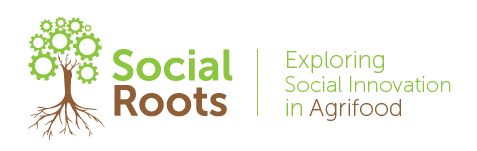 Social
Roots
Exploring
Social Innovation
in Agrifood